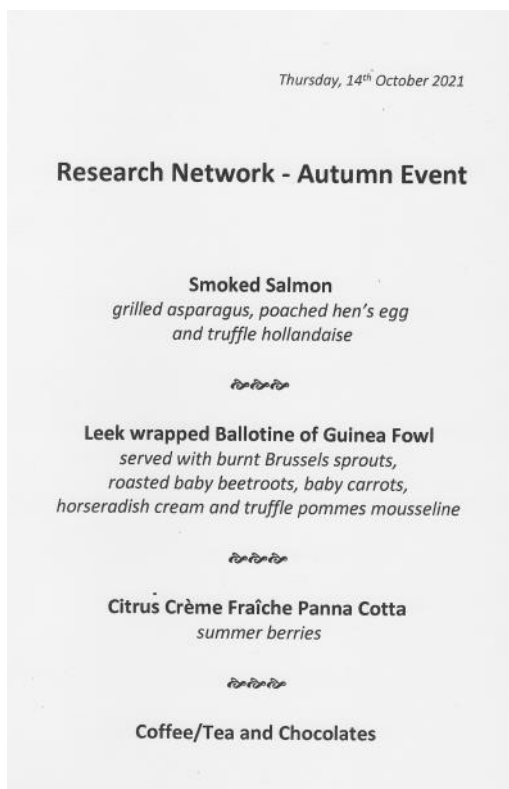 Thursday, 14th October 2021
Research Network - Autumn Event
Smoked Salmon
grilled asparagus, poached hen's egg
and truffle hollandaise
Leek wrapped Ballotine of Guinea Fowl
served with burnt Brussels sprouts,
roasted baby beetroots, baby carrots,
horseradish cream and truffle pommes mousseline
Citrus Crème Fraîche Panna Cotta
summer berries
Coffee/Tea and Chocolates